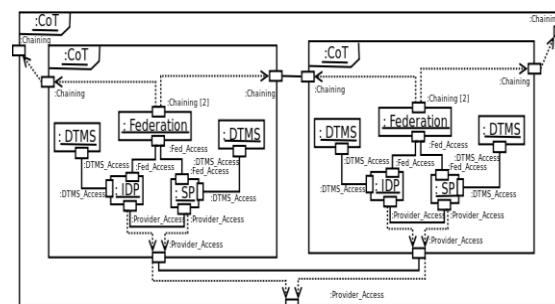 :CoT
:Chaining
:Chaining
:CoT
:CoT
:Chaining
:Chaining
:Chaining
:Chaining
:Chaining [2]
:Chaining [2]
: Federation
: Federation
: DTMS
: DTMS
: DTMS
: DTMS
:Fed_Access
:Fed_Access
:DTMS_Access
:DTMS_Access
:DTMS_Access
:DTMS_Access
:Fed_Access
:Fed_Access
:Fed_Access
:Fed_Access
: IDP
: SP
: IDP
: SP
:DTMS_Access
:DTMS_Access
:Provider_Access
:Provider_Access
:Provider_Access
:Provider_Access
:Provider_Access
:Provider_Access
:Provider_Access